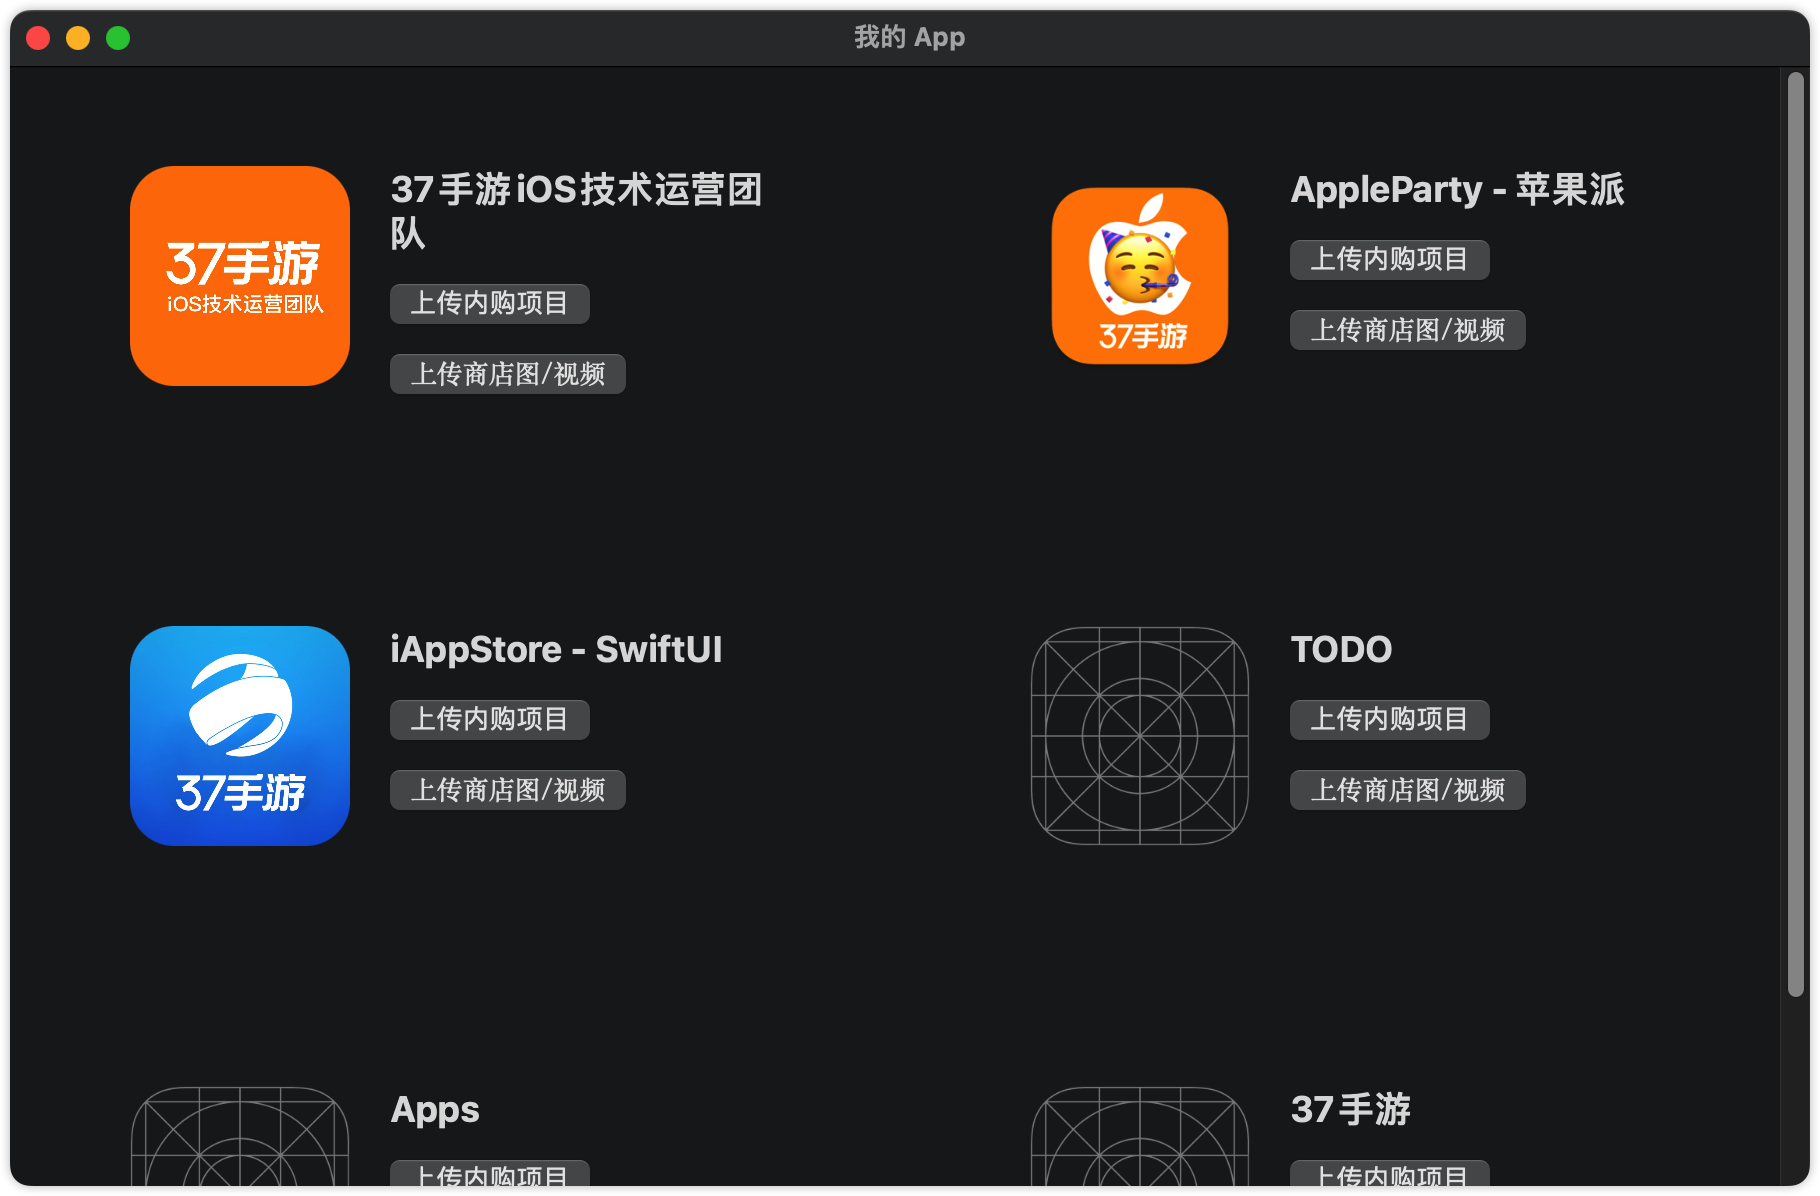 我的 App
37手游
iOS技术运营团队
37手游iOS技术运营团
队
上传内购项目
上传商店图/视频
37手游
AppleParty - 苹果派
上传内购项目
上传商店图/视频
37手游
iAppStore - SwiftUI
上传内购项目
上传商店图/视频
TODO
上传内购项目
上传商店图/视频
Apps
上传内购项目
37手游
上传内购项目